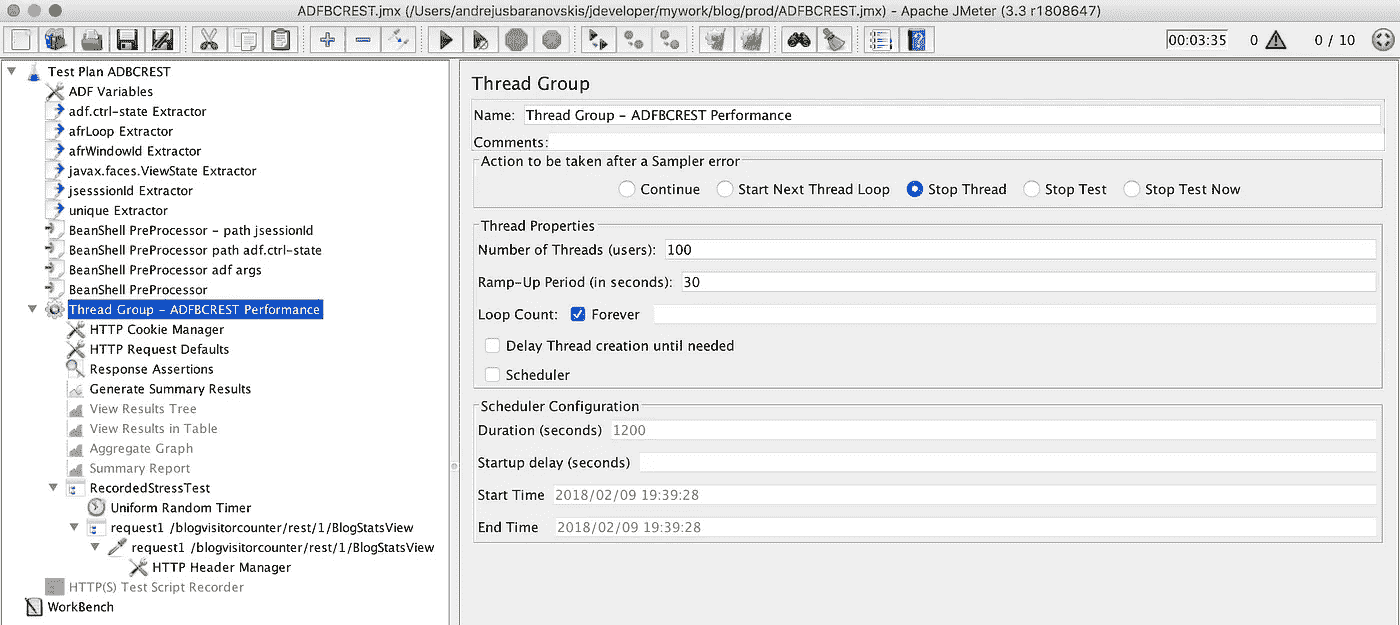 ADFBCREST.jmx (/Users/andrejusbaranovskis/jdeveloper/mywork/blog/prod/ADFBCREST.jmx) - Apache JMeter (3.3 r1808647)
00:03:35 0 0 / 10
Test Plan ADBCREST
ADF Variables
adf.ctrl-state Extractor
afrLoop Extractor
afrWindowId Extractor
javax.faces.ViewState Extractor
jsesssionId Extractor
unique Extractor
BeanShell PreProcessor - path jsessionId
BeanShell PreProcessor path adf.ctrl-state
BeanShell PreProcessor adf args
BeanShell PreProcessor
Thread Group - ADFBCREST Performance
HTTP Cookie Manager
HTTP Request Defaults
Response Assertions
Generate Summary Results
View Results Tree
View Results in Table
Aggregate Graph
Summary Report
RecordedStressTest
Uniform Random Timer
request1 /blogvisitorcounter/rest/1/BlogStatsView
request1 /blogvisitorcounter/rest/1/BlogStatsView
HTTP Header Manager
HTTP(S) Test Script Recorder
WorkBench
Thread Group
Name: Thread Group - ADFBCREST Performance
Comments:
Action to be taken after a Sampler error
Continue Start Next Thread Loop Stop Thread Stop Test Stop Test Now
Thread Properties
Number of Threads (users): 100
Ramp-Up Period (in seconds): 30
Loop Count: Forever
Delay Thread creation until needed
Scheduler
Scheduler Configuration
Duration (seconds) 1200
Startup delay (seconds)
Start Time 2018/02/09 19:39:28
End Time 2018/02/09 19:39:28